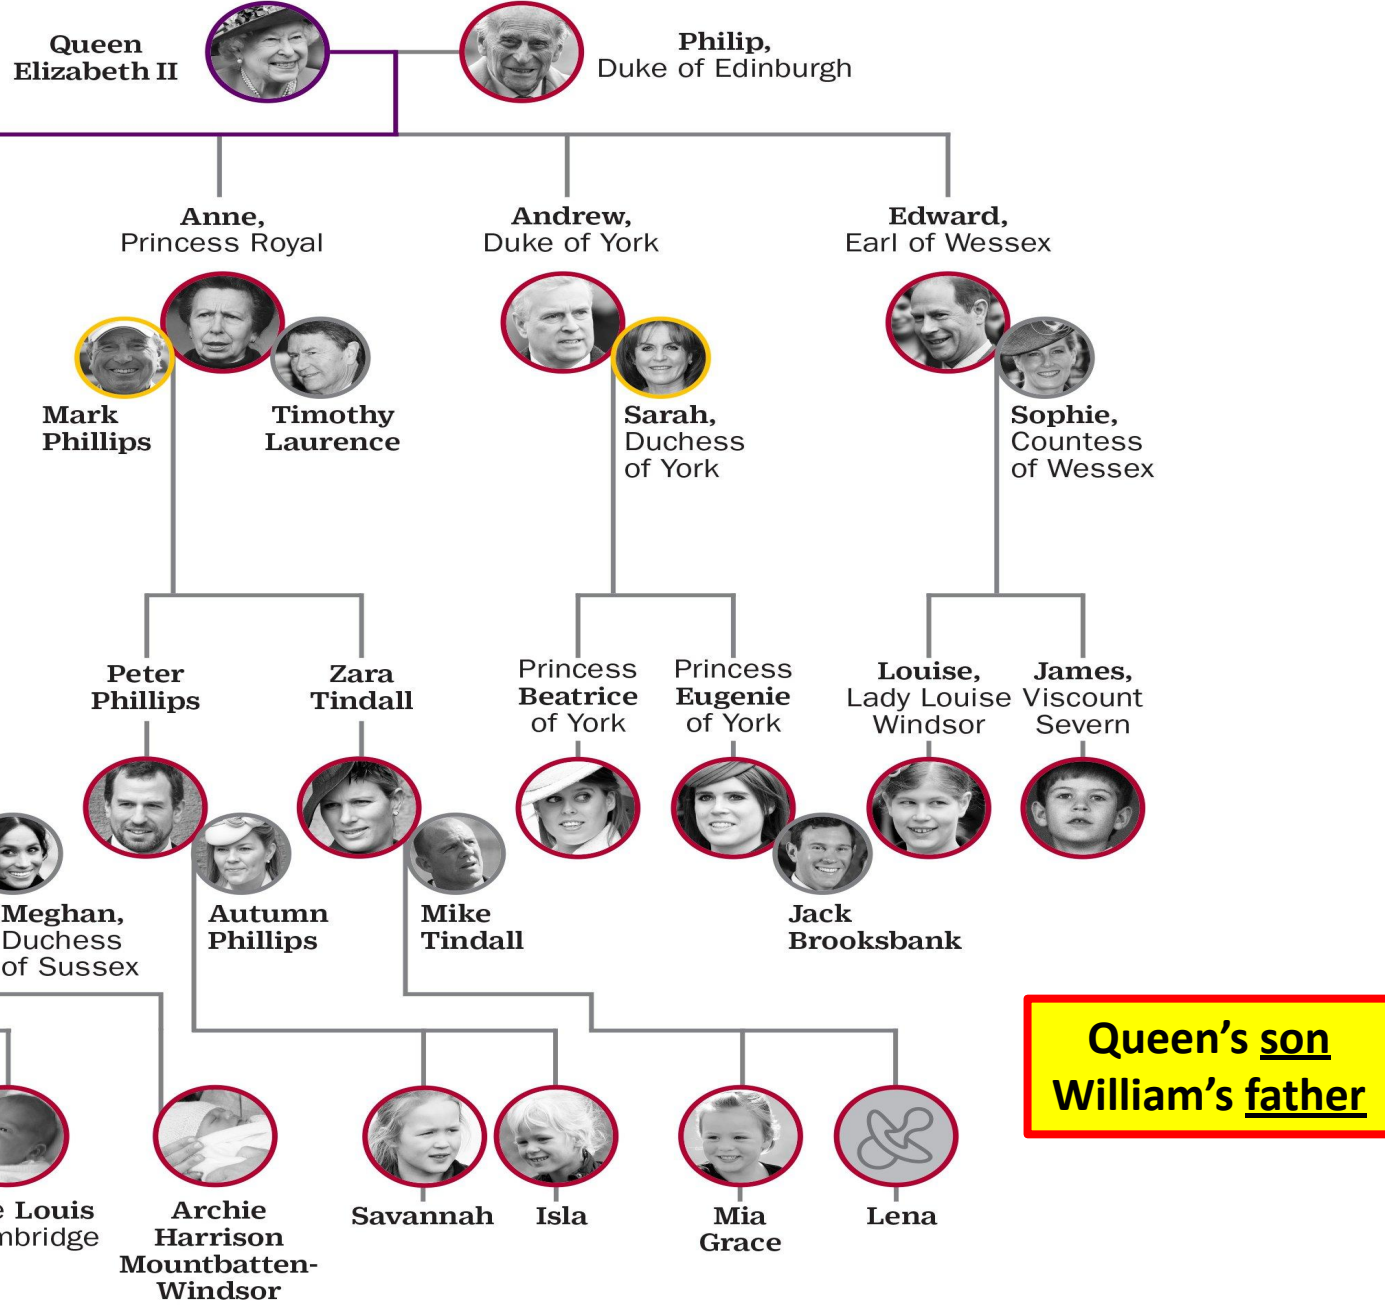 Queen
Elizabeth II
Philip,
Duke of Edinburgh
Anne,
Princess Royal
Andrew,
Duke of York
Edward,
Earl of Wessex
Mark
Phillips
Timothy
Laurence
Sarah,
Duchess
of York
Sophie,
Countess
of Wessex
Peter
Phillips
Zara
Tindall
Princess
Beatrice
of York
Princess
Eugenie
of York
Louise,
Lady Louise
Windsor
James,
Viscount
Severn
Meghan,
Duchess
of Sussex
Autumn
Phillips
Mike
Tindall
Jack
Brooksbank
Queen's son
William's father
e Louis
mbridge
Archie
Harrison
Mountbatten-
Windsor
Savannah
Isla
Mia
Grace
Lena